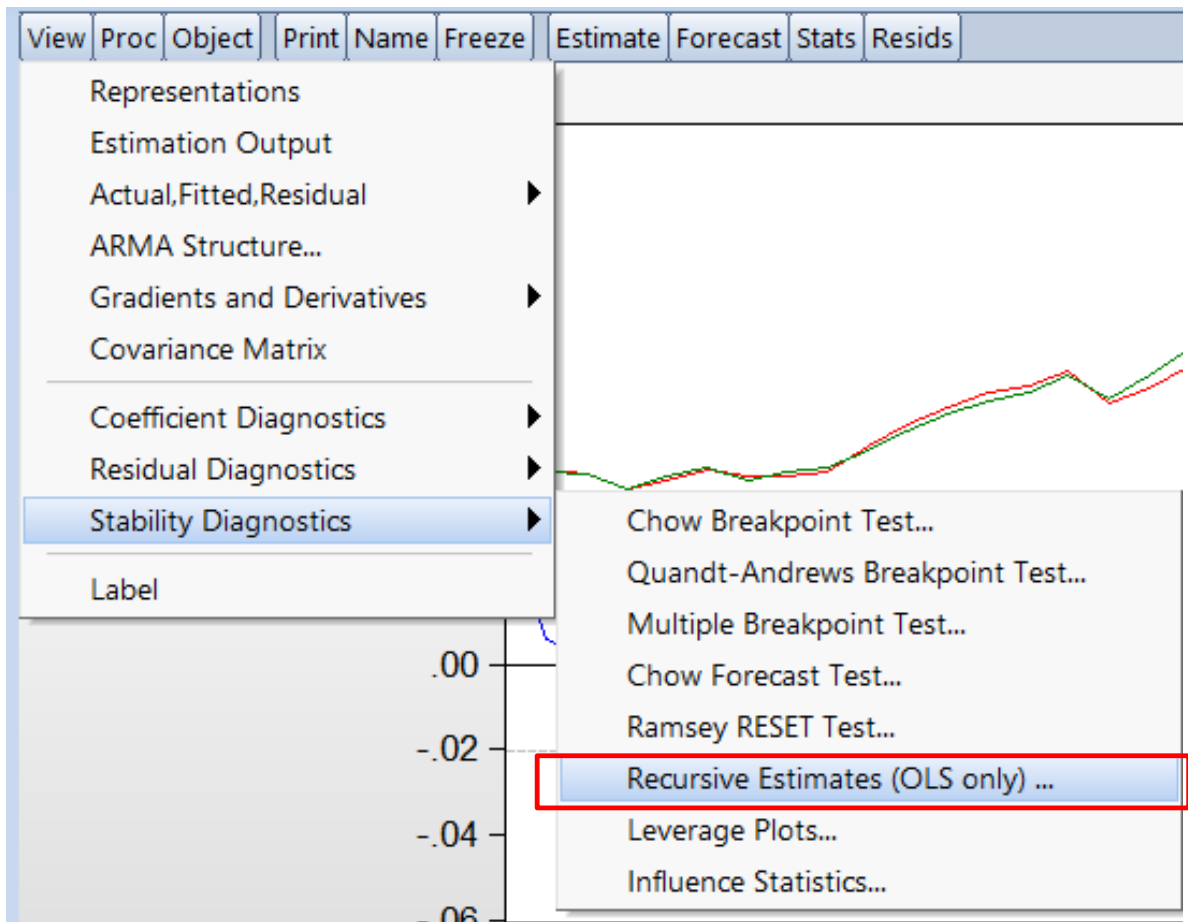 View Proc Object Print Name Freeze Estimate Forecast Stats Resids
Representations
Estimation Output
Actual,Fitted,Residual
ARMA Structure...
Gradients and Derivatives
Covariance Matrix
Coefficient Diagnostics
Residual Diagnostics
Stability Diagnostics
Label
Chow Breakpoint Test...
Quandt-Andrews Breakpoint Test...
Multiple Breakpoint Test...
Chow Forecast Test...
Ramsey RESET Test...
Recursive Estimates (OLS only) ...
Leverage Plots...
Influence Statistics...
.00
-.02
-.04
-.06